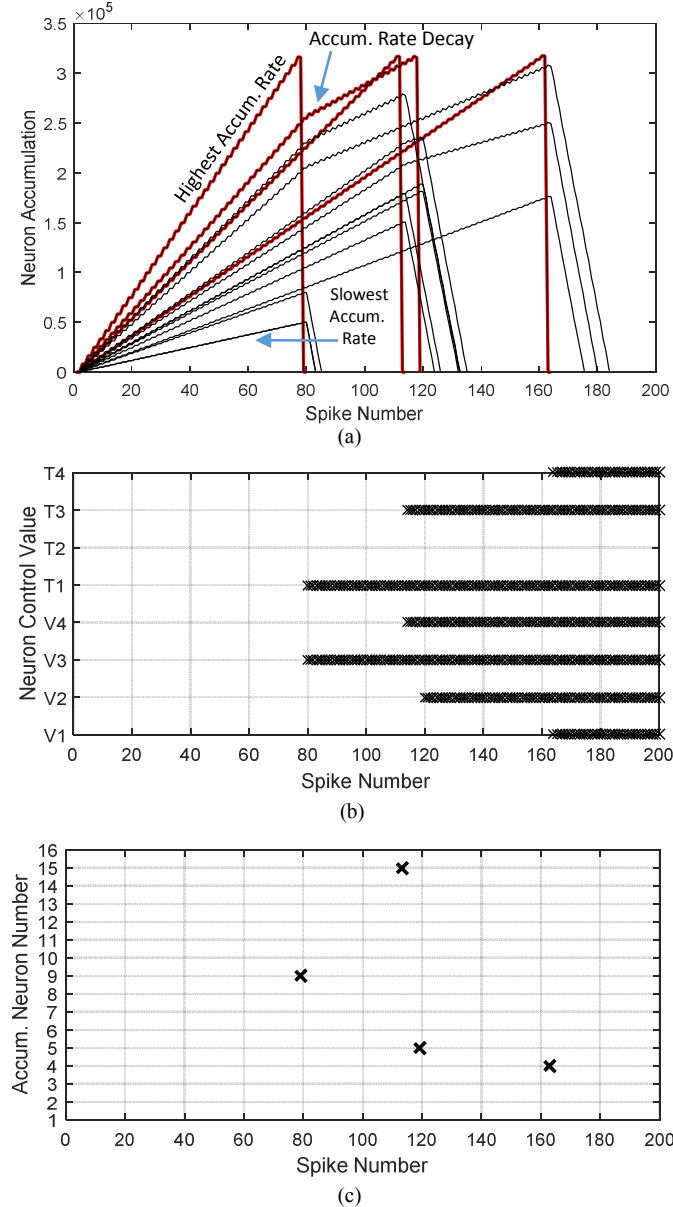 ×10⁵
3.5
3
2.5
2
1.5
1
0.5
0
Neuron Accumulation
Accum. Rate Decay
Highest Accum. Rate
Slowest
Accum.
Rate
0 20 40 60 80 100 120 140 160 180 200
Spike Number
(a)
T4
T3
T2
T1
V4
V3
V2
V1
Neuron Control Value
0 20 40 60 80 100 120 140 160 180 200
Spike Number
(b)
16
15
14
13
12
11
10
9
8
7
6
5
4
3
2
1
Accum. Neuron Number
0 20 40 60 80 100 120 140 160 180 200
Spike Number
(c)